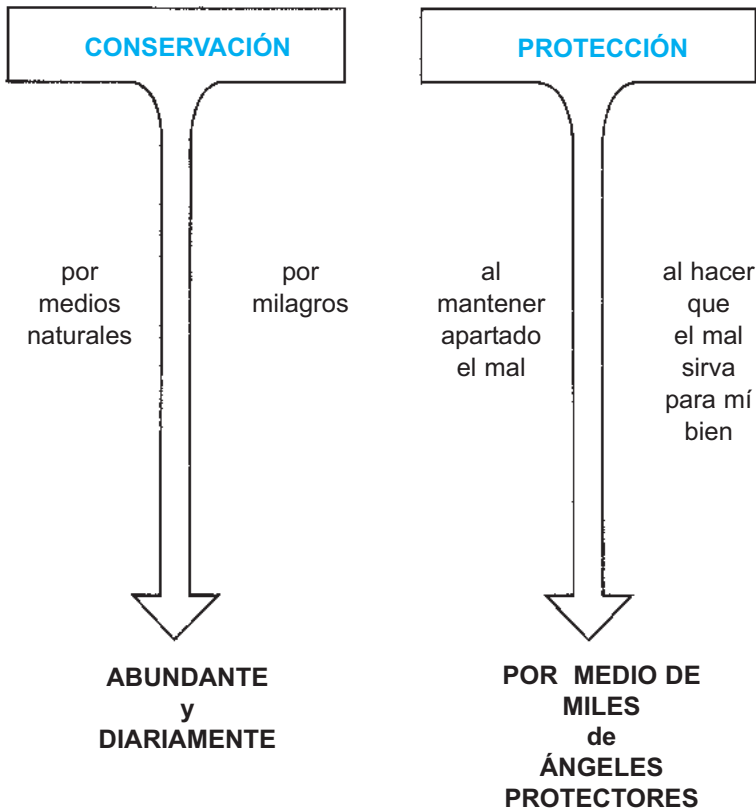 CONSERVACIÓN
por
medios
naturales
por
milagros
ABUNDANTE
y
DIARIAMENTE
PROTECCIÓN
al
mantener
apartado
el mal
al hacer
que
el mal
sirva
para mí
bien
POR MEDIO DE
MILES
de
ÁNGELES
PROTECTORES